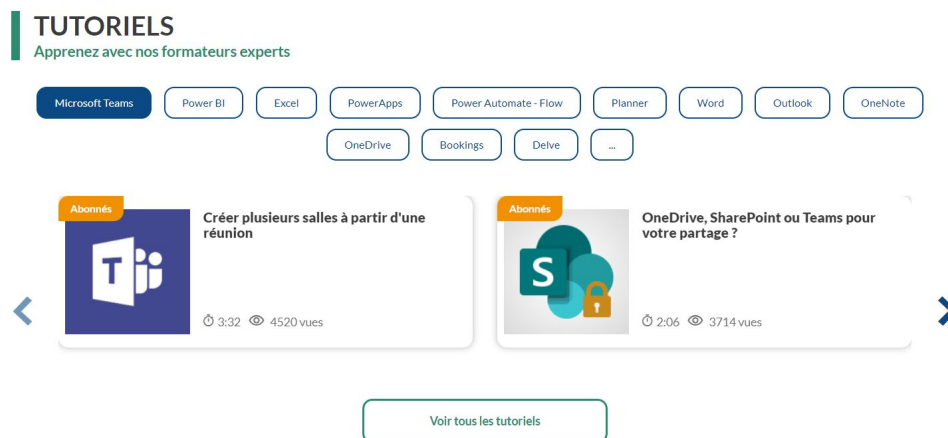 TUTORIELS
Apprenez avec nos formateurs experts
Microsoft Teams
Power BI
Excel
PowerApps
Power Automate - Flow
Planner
Word
Outlook
OneNote
OneDrive
Bookings
Delve
...
Abonnés
T
Créer plusieurs salles à partir d'une
réunion
3:32
4520 vues
Abonnés
S
OneDrive, SharePoint ou Teams pour
votre partage ?
2:06
3714 vues
Voir tous les tutoriels